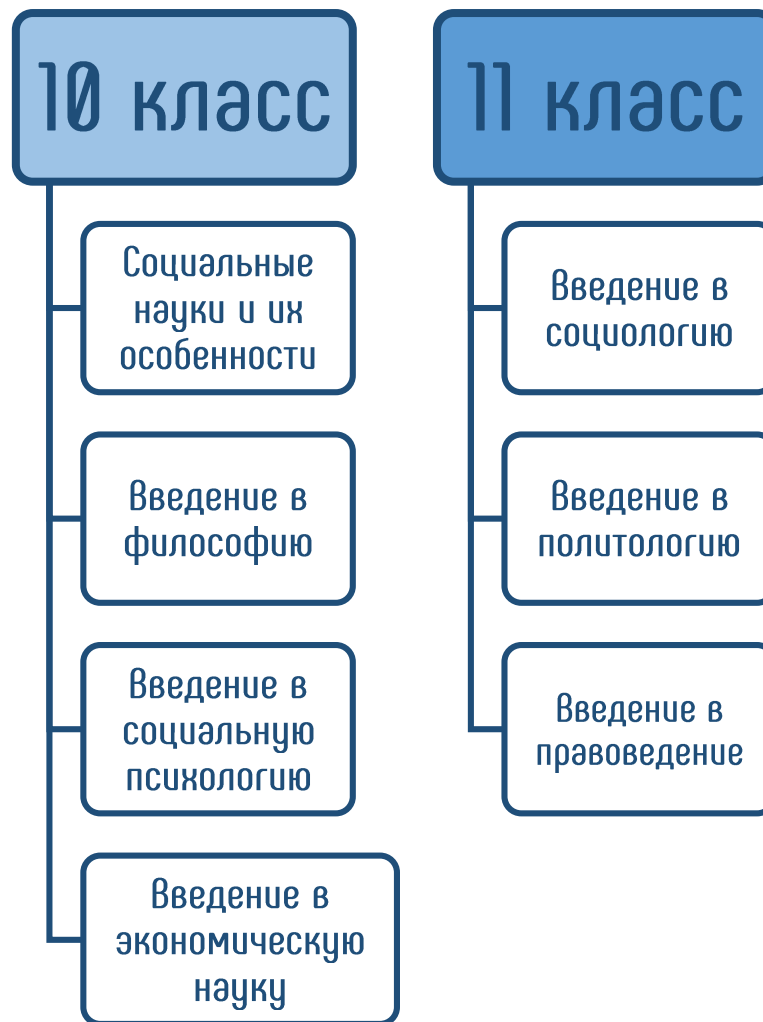 10 класс
Социальные
науки и их
особенности
Введение в
философию
Введение в
социальную
психологию
Введение в
экономическую
науку
11 класс
Введение в
социологию
Введение в
политологию
Введение в
правоведение